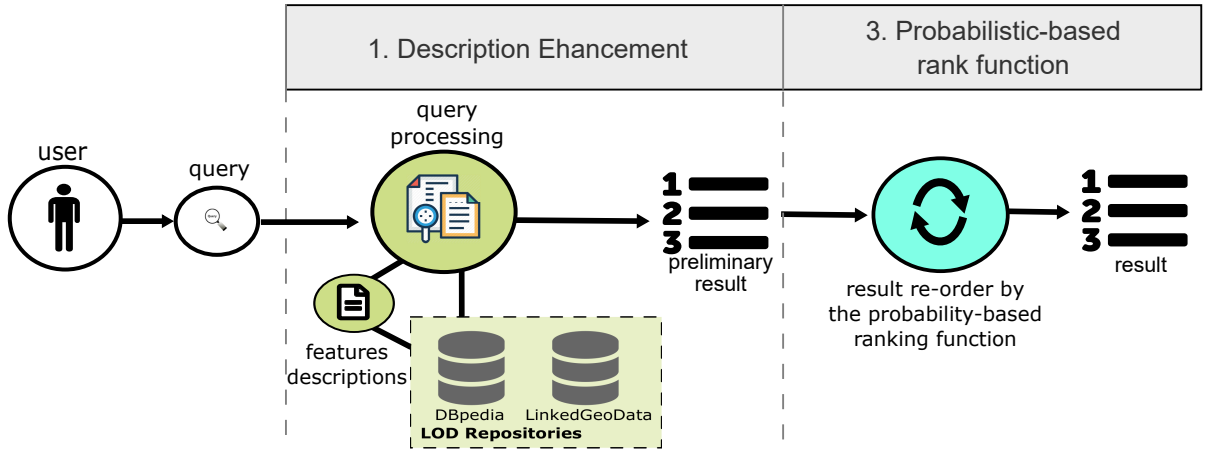 1. Description Ehancement
3. Probabilistic-based
rank function
user
query
query
processing
features
descriptions
DBpedia
LinkedGeoData
LOD Repositories
1
2
3
preliminary
result
result re-order by
the probability-based
ranking function
1
2
3
result